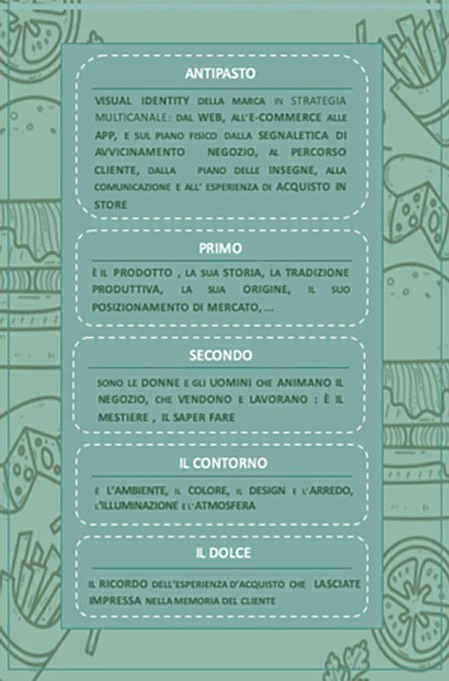 ANTIPASTO
VISUAL IDENTITY DELLA MARCA IN STRATEGIA
MULTICANALE: DAL WEB, ALL'E-COMMERCE ALLE
APP, E SUL PIANO FISICO DALLA SEGNALETICA DI
AVVICINAMENTO NEGOZIO, AL PERCORSO
CLIENTE, DALLA PIANO DELLE INSEGNE, ALLA
COMUNICAZIONE E ALL' ESPERIENZA DI ACQUISTO IN
STORE
PRIMO
È IL PRODOTTO , LA SUA STORIA, LA TRADIZIONE
PRODUTTIVA, LA SUA ORIGINE, IL SUO
POSIZIONAMENTO DI MERCATO, ...
SECONDO
SONO LE DONNE E GLI UOMINI CHE ANIMANO IL
NEGOZIO, CHE VENDONO E LAVORANO : È IL
MESTIERE , IL SAPER FARE
IL CONTORNO
È L'AMBIENTE, IL COLORE, IL DESIGN E L'ARREDO,
L'ILLUMINAZIONE E L'ATMOSFERA
IL DOLCE
IL RICORDO DELL'ESPERIENZA D'ACQUISTO CHE LASCIATE
IMPRESSA NELLA MEMORIA DEL CLIENTE